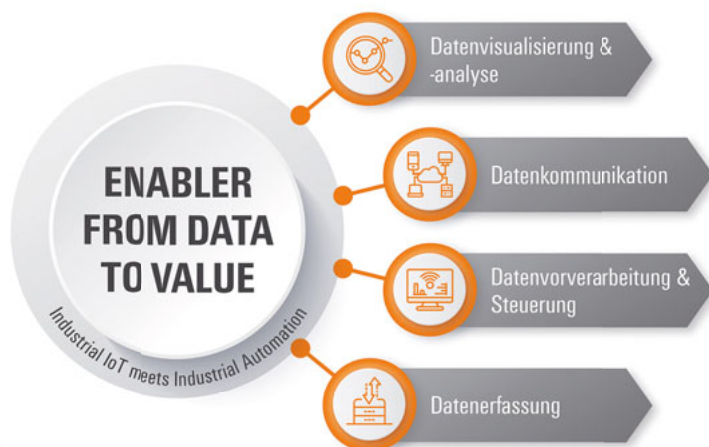 ENABLER
FROM DATA
TO VALUE
Industrial IoT meets Industrial Automation
Datenvisualisierung &
-analyse
Datenkommunikation
Datenvorverarbeitung &
Steuerung
Datenerfassung